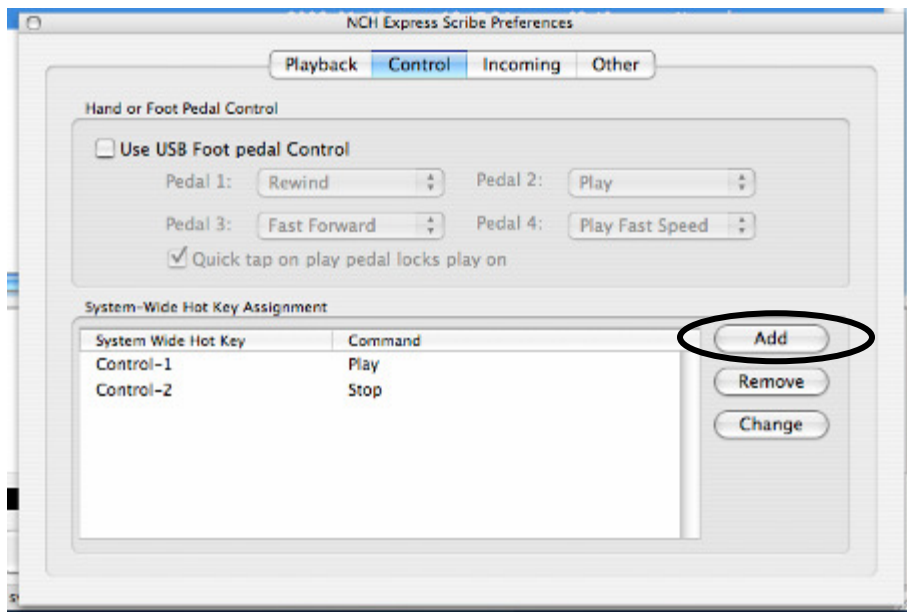 NCH Express Scribe Preferences
Playback Control Incoming Other
Hand or Foot Pedal Control
Use USB Foot pedal Control
Pedal 1: Rewind Pedal 2: Play
Pedal 3: Fast Forward Pedal 4: Play Fast Speed
Quick tap on play pedal locks play on
System-Wide Hot Key Assignment
System Wide Hot Key Command Add
Control-1 Play
Control-2 Stop Remove
Change